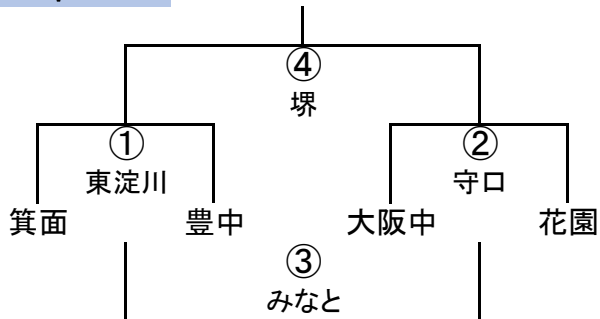 ④
堺
① ②
東淀川 守口
箕面 豊中 大阪中 花園
③
みなと